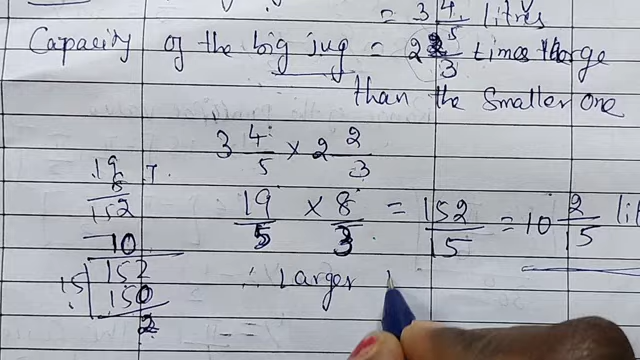 = 3 4/5 litres
Capacity of the big jug = 2 2/3 times large
than the smaller one
3 4/5 × 2 2/3
19
8
152
19/5 × 8/3 = 152/15 = 10 2/15 lit
10
15 152
150
2
∴ Larger